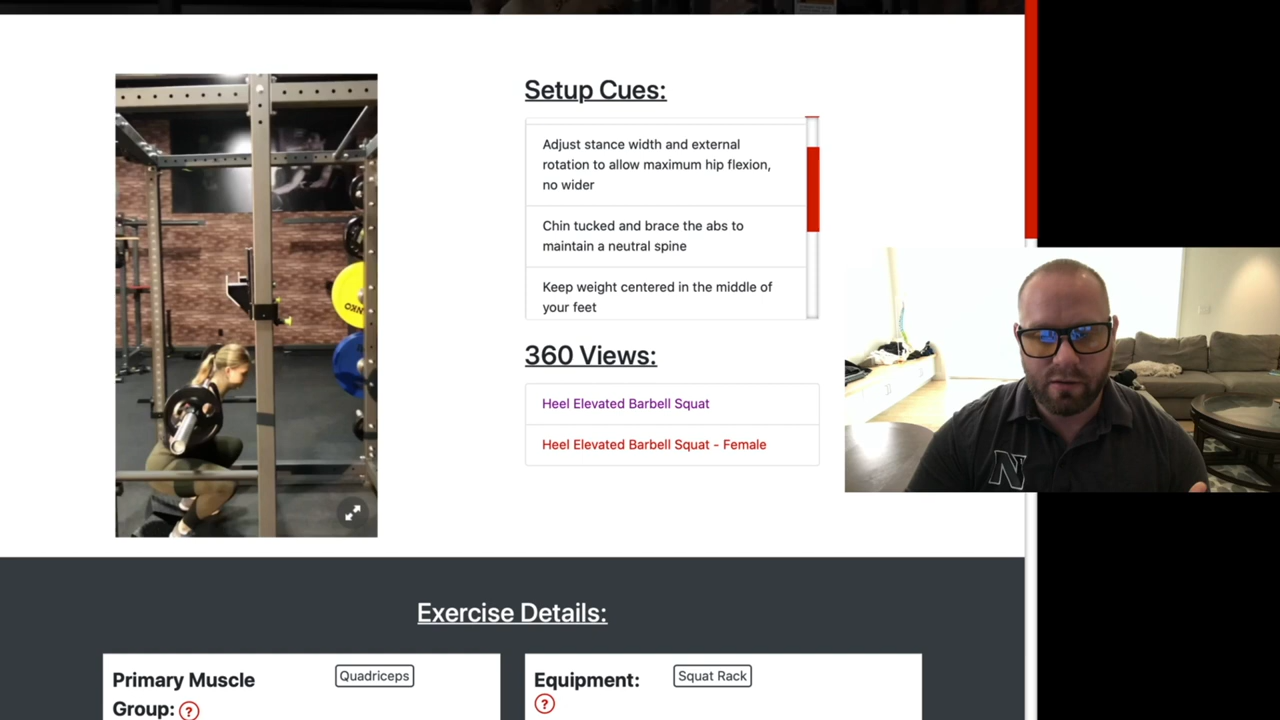 Setup Cues:
Adjust stance width and external
rotation to allow maximum hip flexion,
no wider
Chin tucked and brace the abs to
maintain a neutral spine
Keep weight centered in the middle of
your feet
360 Views:
Heel Elevated Barbell Squat
Heel Elevated Barbell Squat - Female
N
Exercise Details:
Primary Muscle
Group: ?
Quadriceps
Equipment:
?
Squat Rack